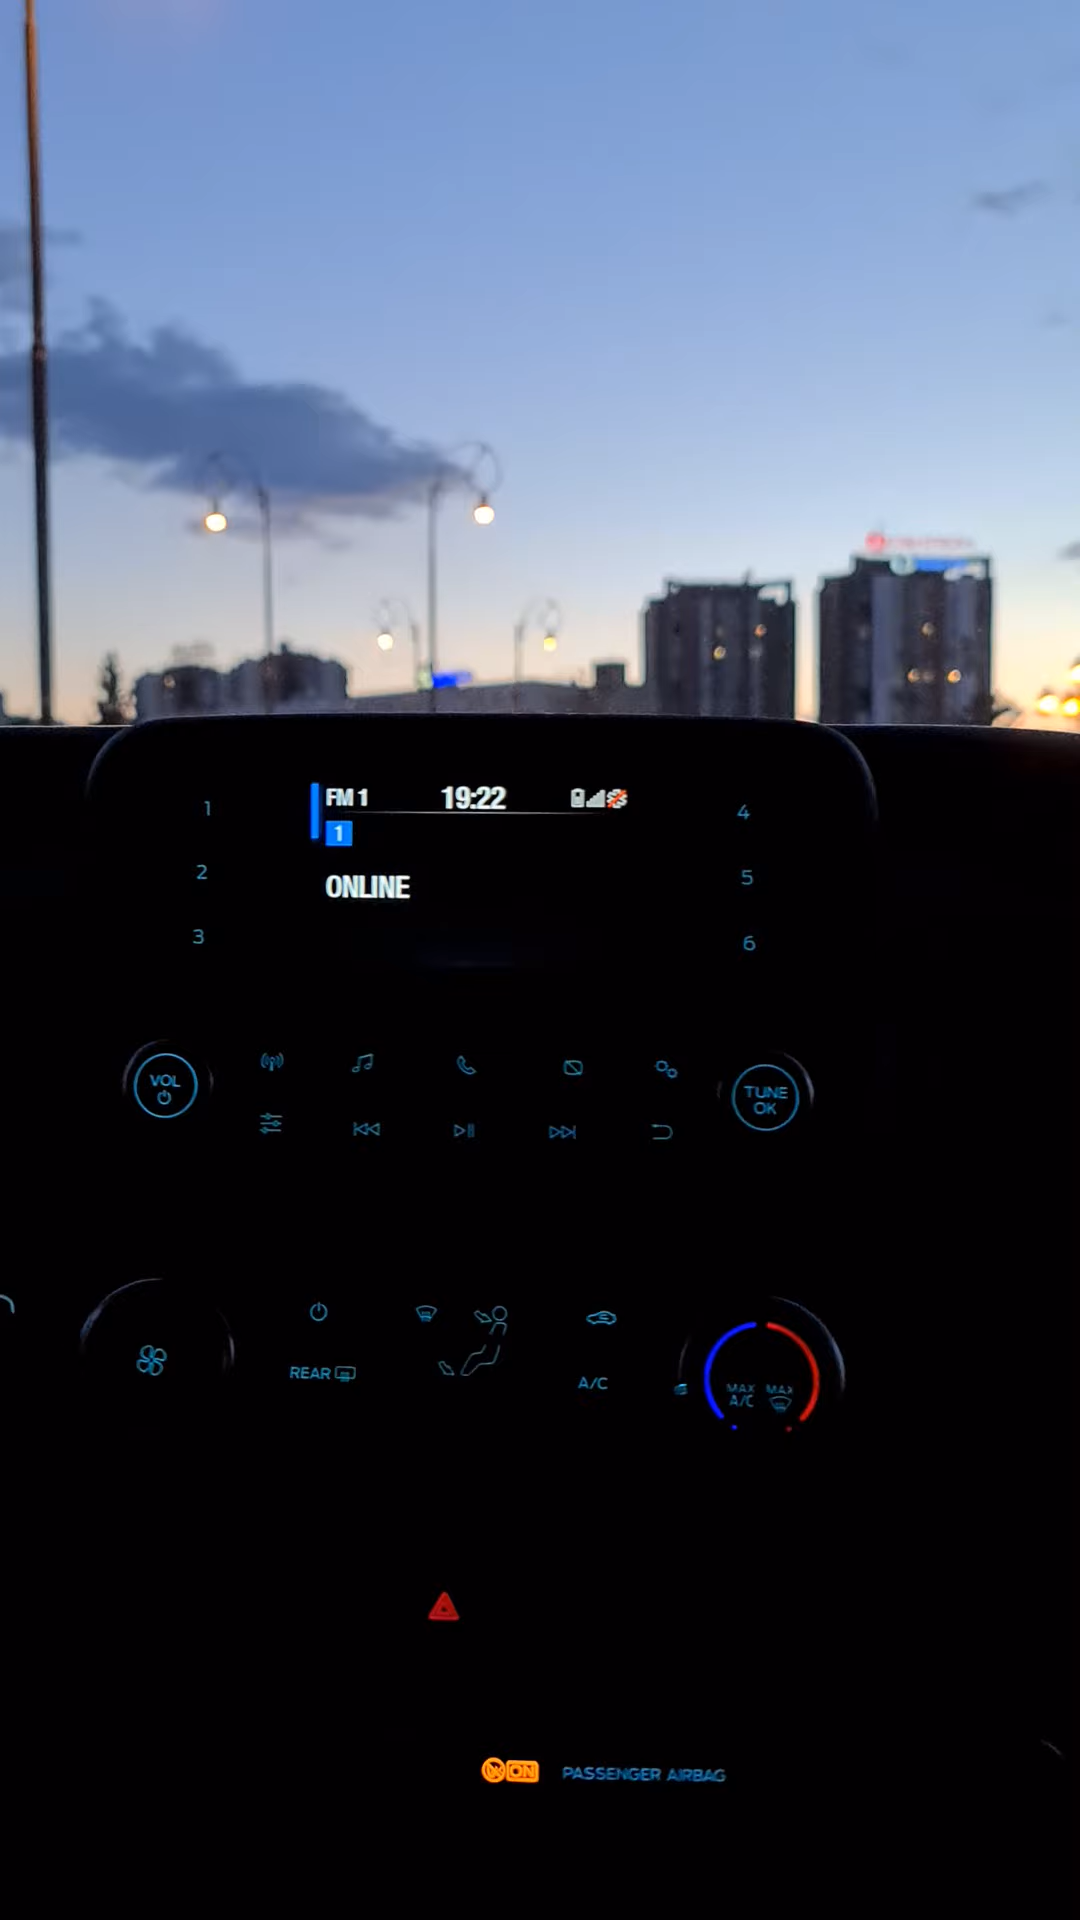 FM 1 19:22
1
ONLINE
1
2
3
4
5
6
VOL
TUNE
OK
REAR
A/C
MAX
A/C
MAX
ON PASSENGER AIRBAG